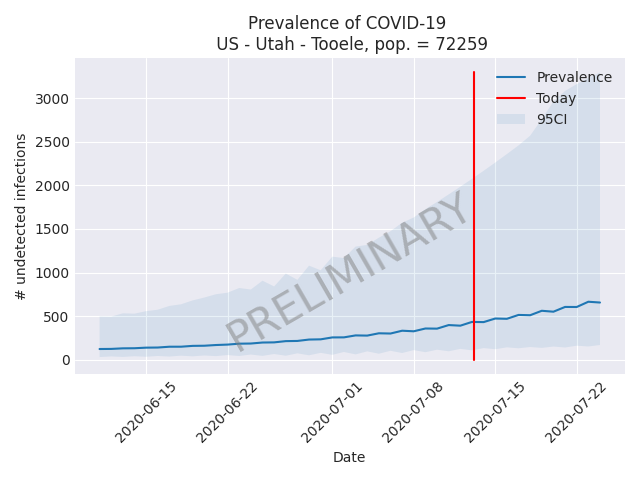 Prevalence of COVID-19
US - Utah - Tooele, pop. = 72259
# undetected infections
3000
2500
2000
1500
1000
500
0
Prevalence
Today
95CI
PRELIMINARY
2020-06-15
2020-06-22
2020-07-01
2020-07-08
2020-07-15
2020-07-22
Date